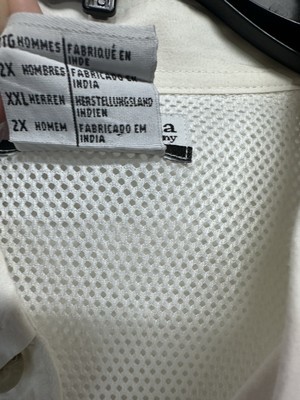 TG HOMMES FABRIQUÉ EN
INDE
2X HOMBRES FABRICADO EN
INDIA
XXL HERREN HERSTELLUNGSLAND
INDIEN
2X HOMEM FABRICADO EM
INDIA
a
ny